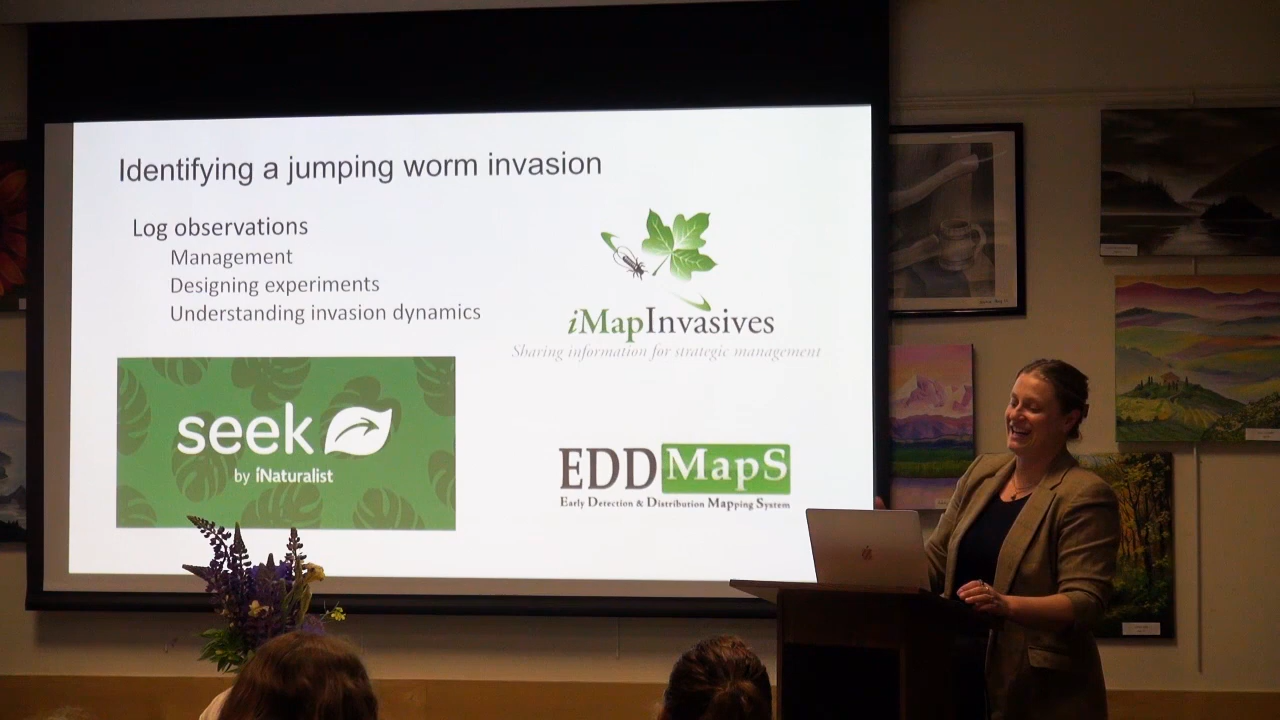 Identifying a jumping worm invasion
Log observations
Management
Designing experiments
Understanding invasion dynamics
iMapInvasives
Sharing information for strategic management
seek
by iNaturalist
EDDMapS
Early Detection & Distribution Mapping System